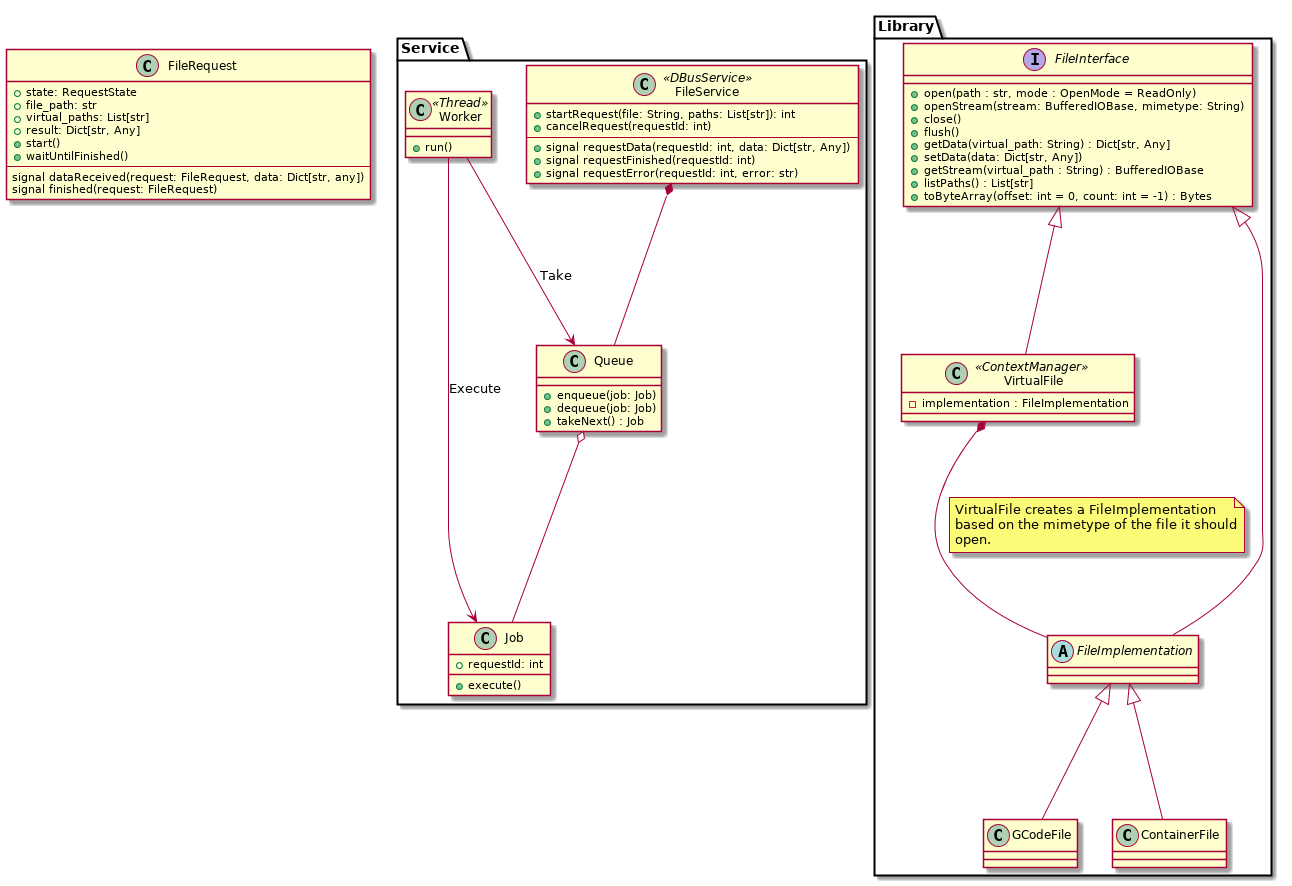 C FileRequest
state: RequestState
file_path: str
virtual_paths: List[str]
result: Dict[str, Any]
start()
waitUntilFinished()
signal dataReceived(request: FileRequest, data: Dict[str, any])
signal finished(request: FileRequest)
Service
C «Thread»
Worker
run()
C «DBusService»
FileService
startRequest(file: String, paths: List[str]): int
cancelRequest(requestId: int)
signal requestData(requestId: int, data: Dict[str, Any])
signal requestFinished(requestId: int)
signal requestError(requestId: int, error: str)
Take
Execute
C Queue
enqueue(job: Job)
dequeue(job: Job)
takeNext() : Job
C Job
requestId: int
execute()
Library
I FileInterface
open(path : str, mode : OpenMode = ReadOnly)
openStream(stream: BufferedIOBase, mimetype: String)
close()
flush()
getData(virtual_path: String) : Dict[str, Any]
setData(data: Dict[str, Any])
getStream(virtual_path : String) : BufferedIOBase
listPaths() : List[str]
toByteArray(offset: int = 0, count: int = -1) : Bytes
C «ContextManager»
VirtualFile
implementation : FileImplementation
VirtualFile creates a FileImplementation
based on the mimetype of the file it should
open.
A FileImplementation
C GCodeFile
C ContainerFile